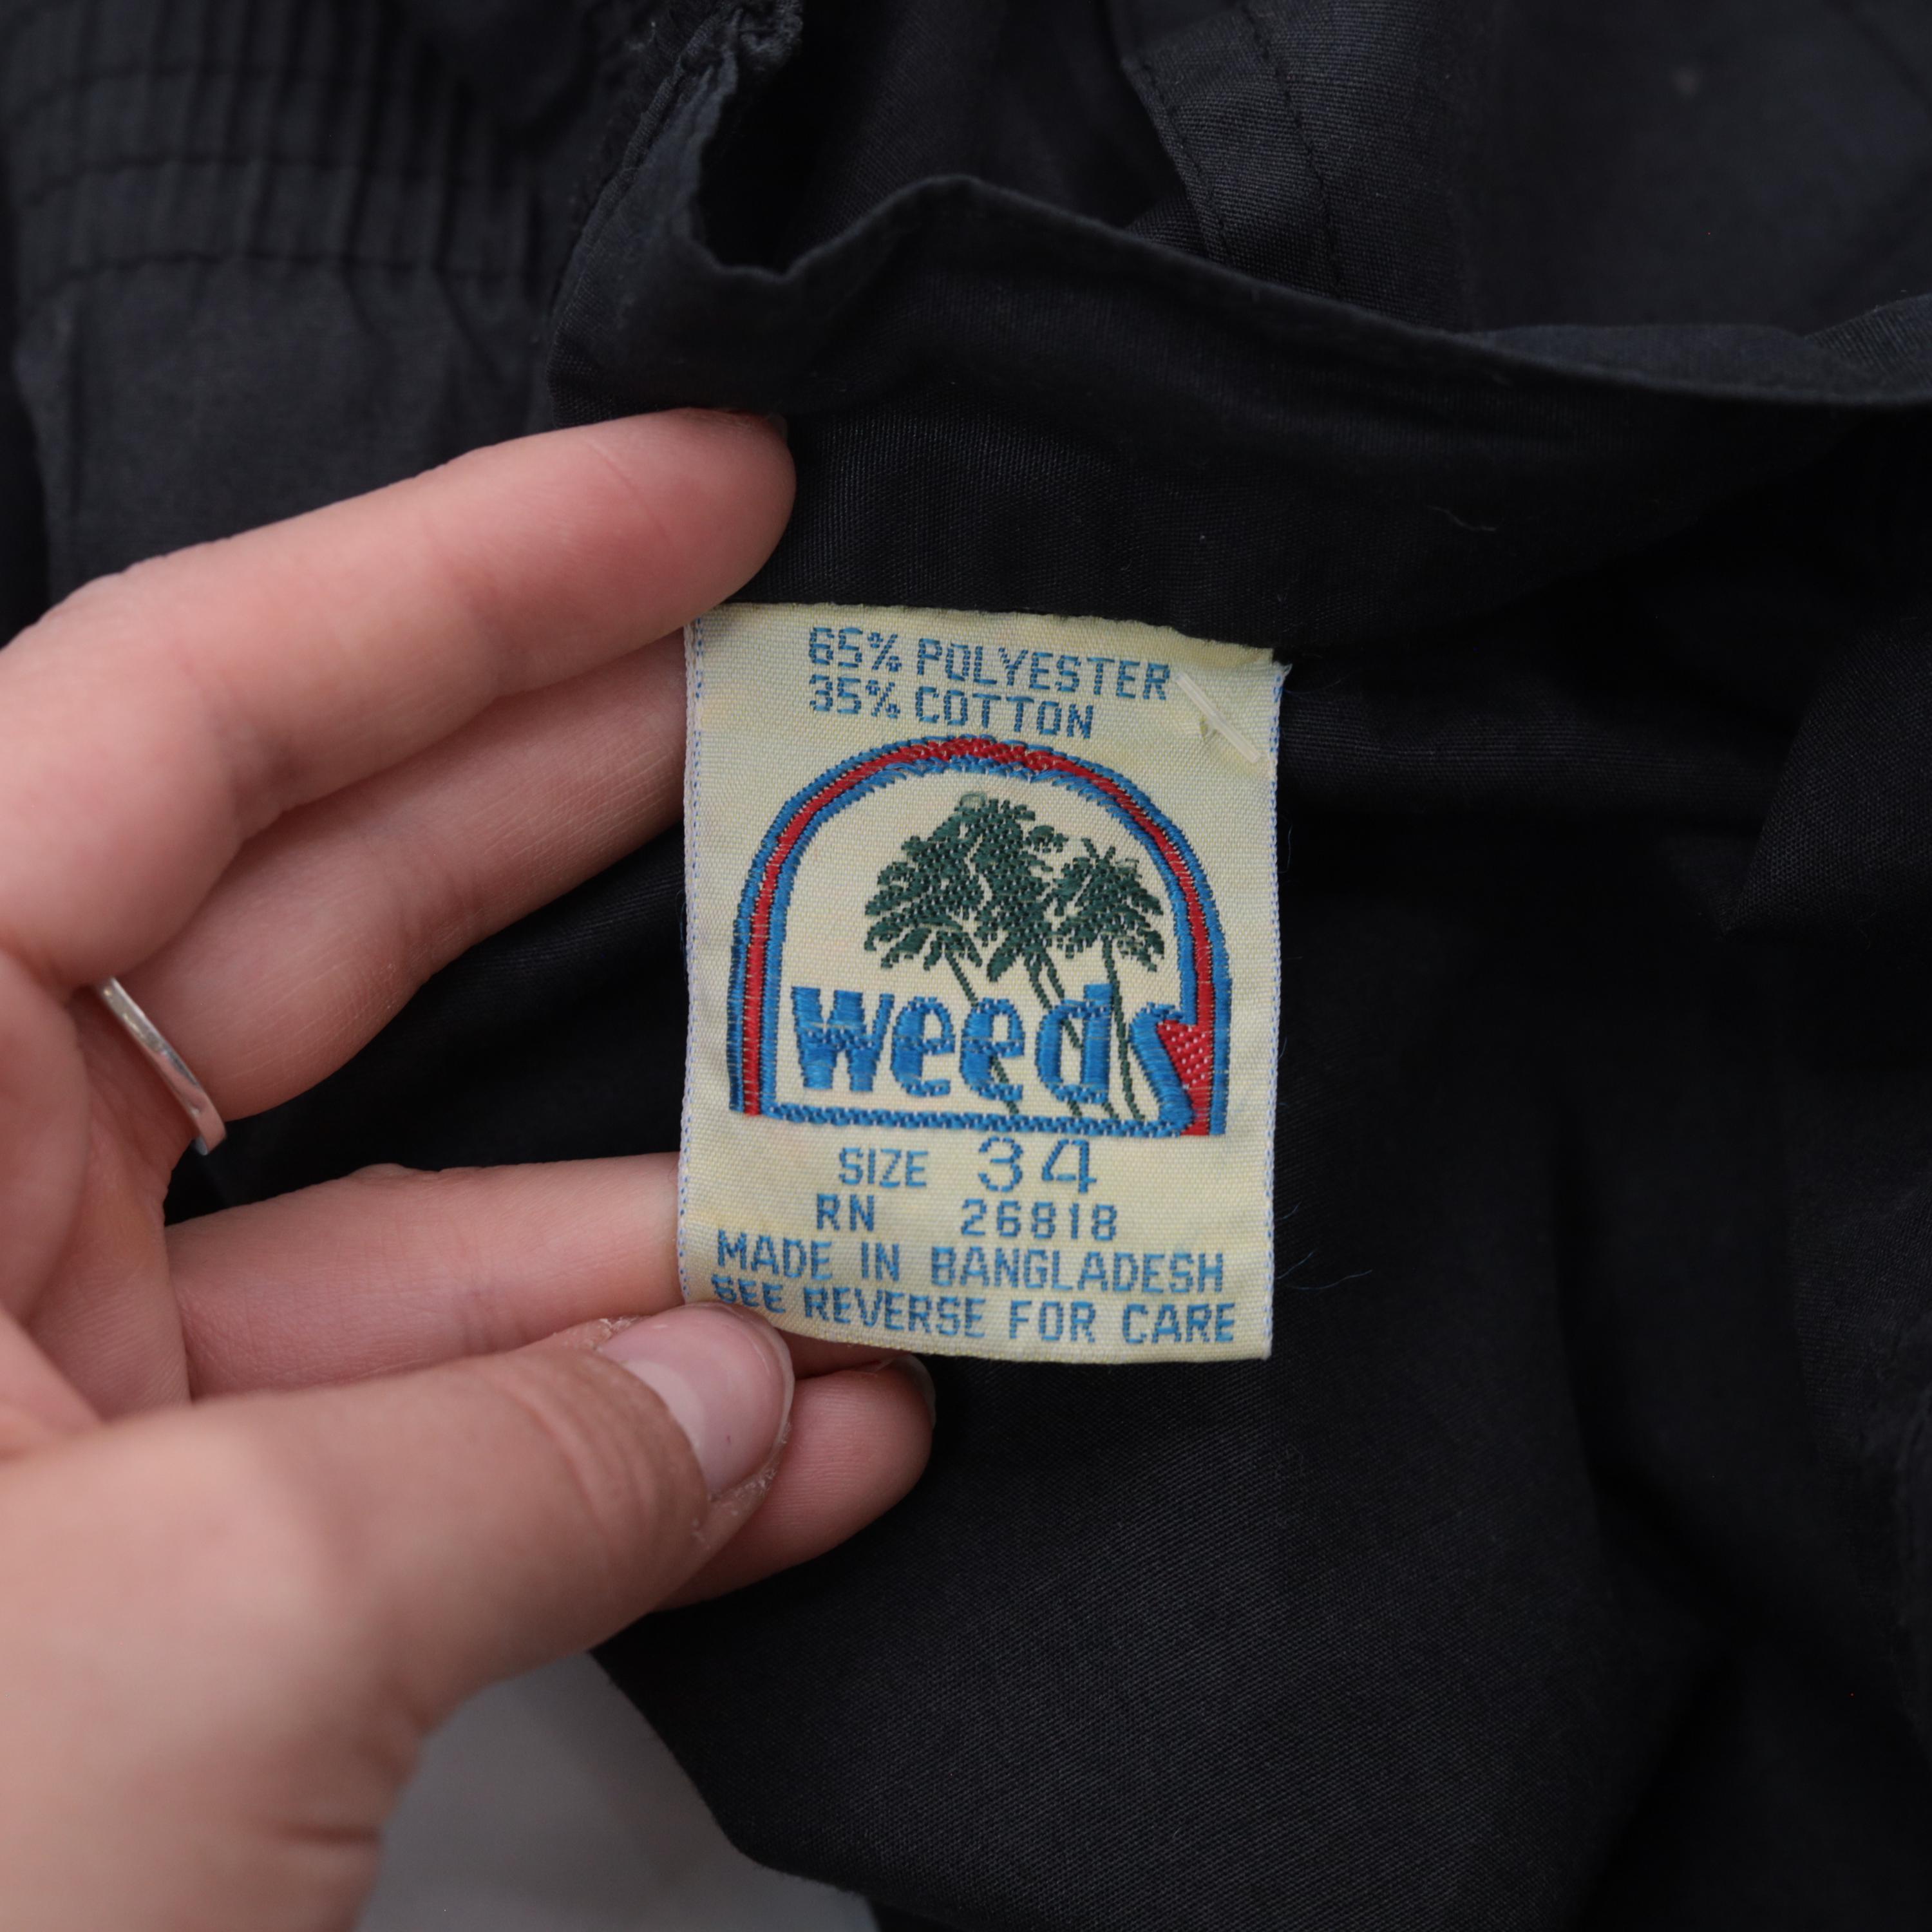 65% POLYESTER
35% COTTON
weeds
SIZE 34
RN 26818
MADE IN BANGLADESH
SEE REVERSE FOR CARE